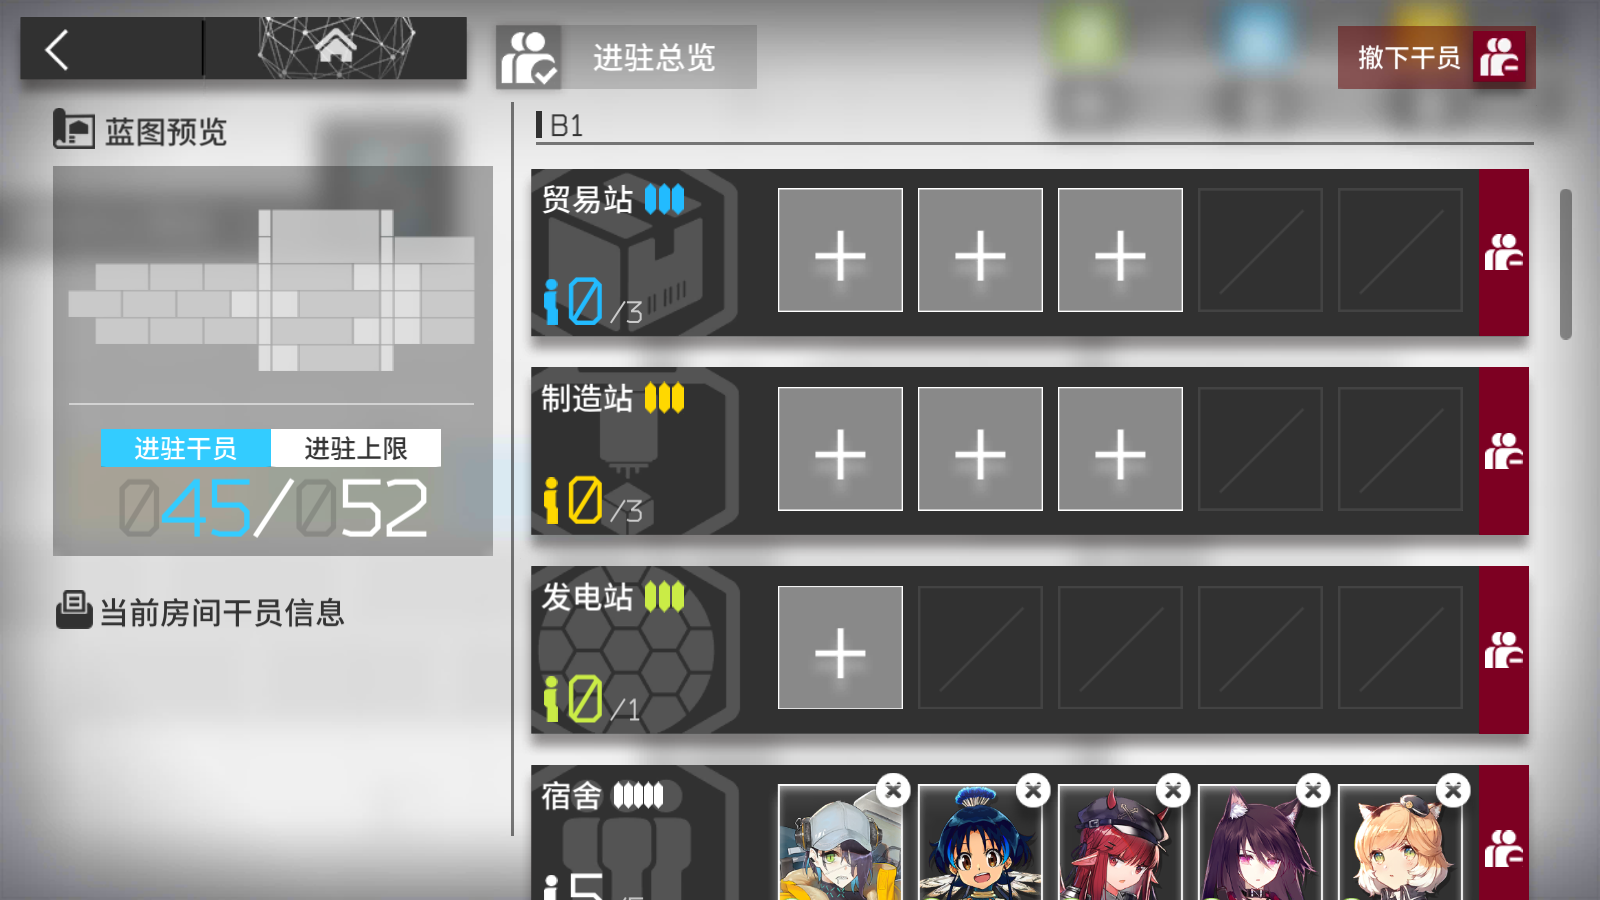 进驻总览
撤下干员
蓝图预览
进驻干员
进驻上限
045/052
当前房间干员信息
B1
贸易站
0/3
制造站
0/3
发电站
0/1
宿舍
5